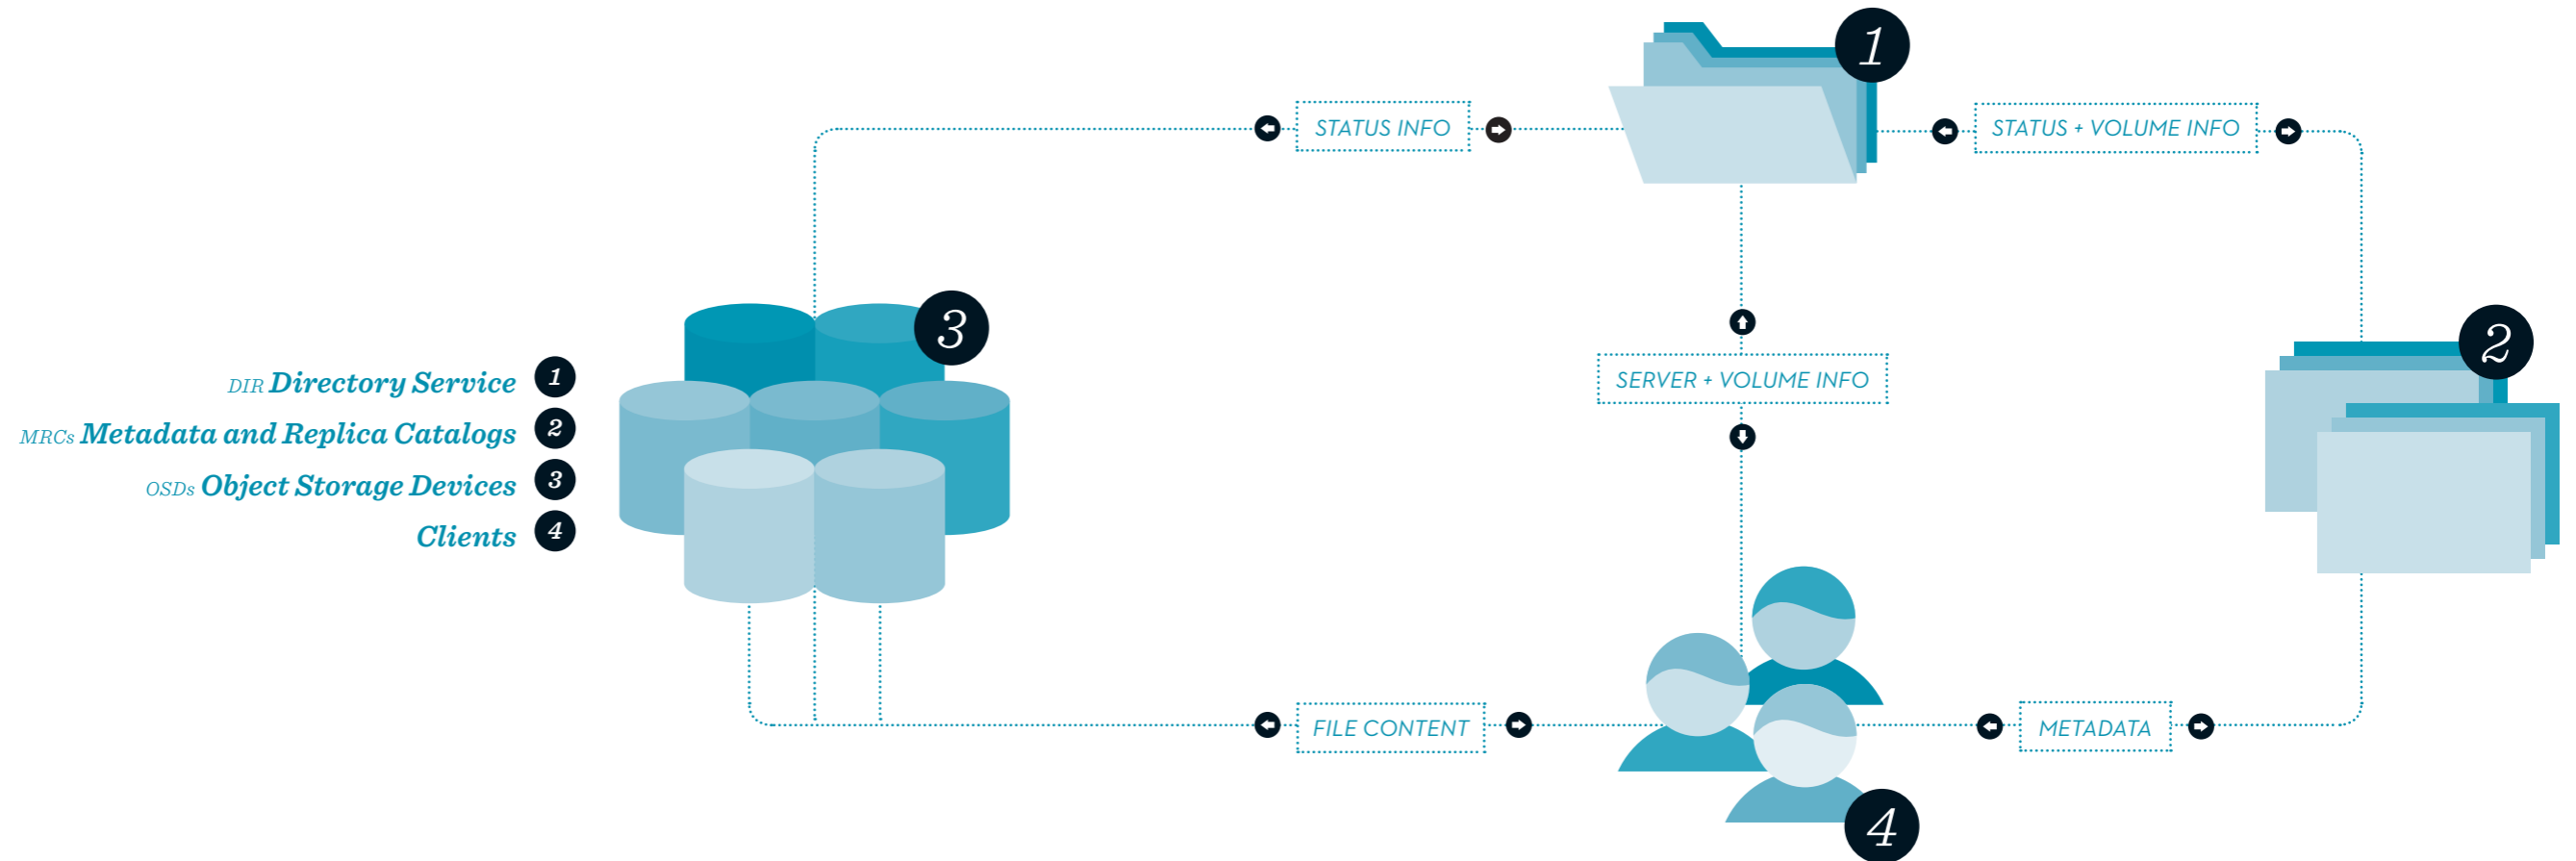 1
STATUS INFO
STATUS + VOLUME INFO
3
2
DIR Directory Service 1
MRCs Metadata and Replica Catalogs 2
OSDs Object Storage Devices 3
Clients 4
SERVER + VOLUME INFO
FILE CONTENT
METADATA
4